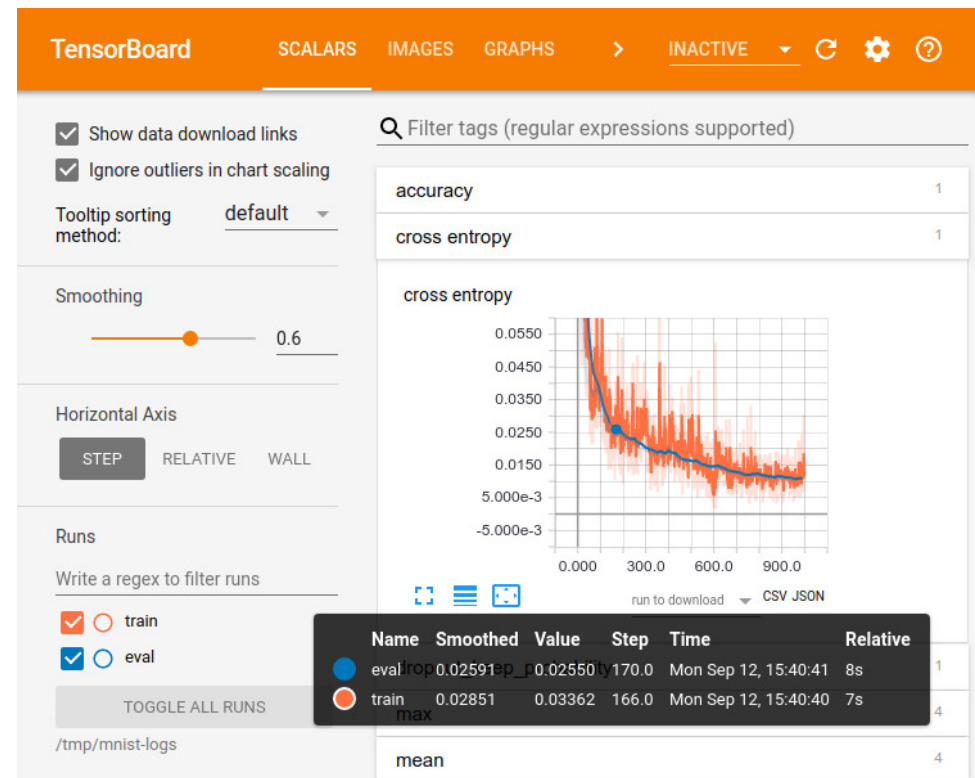 TensorBoard SCALARS IMAGES GRAPHS > INACTIVE
Show data download links
Ignore outliers in chart scaling
Tooltip sorting method: default
Smoothing
0.6
Horizontal Axis
STEP RELATIVE WALL
Runs
Write a regex to filter runs
train
eval
TOGGLE ALL RUNS
/tmp/mnist-logs
Filter tags (regular expressions supported)
accuracy 1
cross entropy 1
cross entropy
0.0550
0.0450
0.0350
0.0250
0.0150
5.000e-3
-5.000e-3
0.000 300.0 600.0 900.0
run to download CSV JSON
Name Smoothed Value Step Time Relative
eval 0.02591 0.02550 170.0 Mon Sep 12, 15:40:41 8s
train 0.02851 0.03362 166.0 Mon Sep 12, 15:40:40 7s
dropout_keep_probability 1
max 4
mean 4